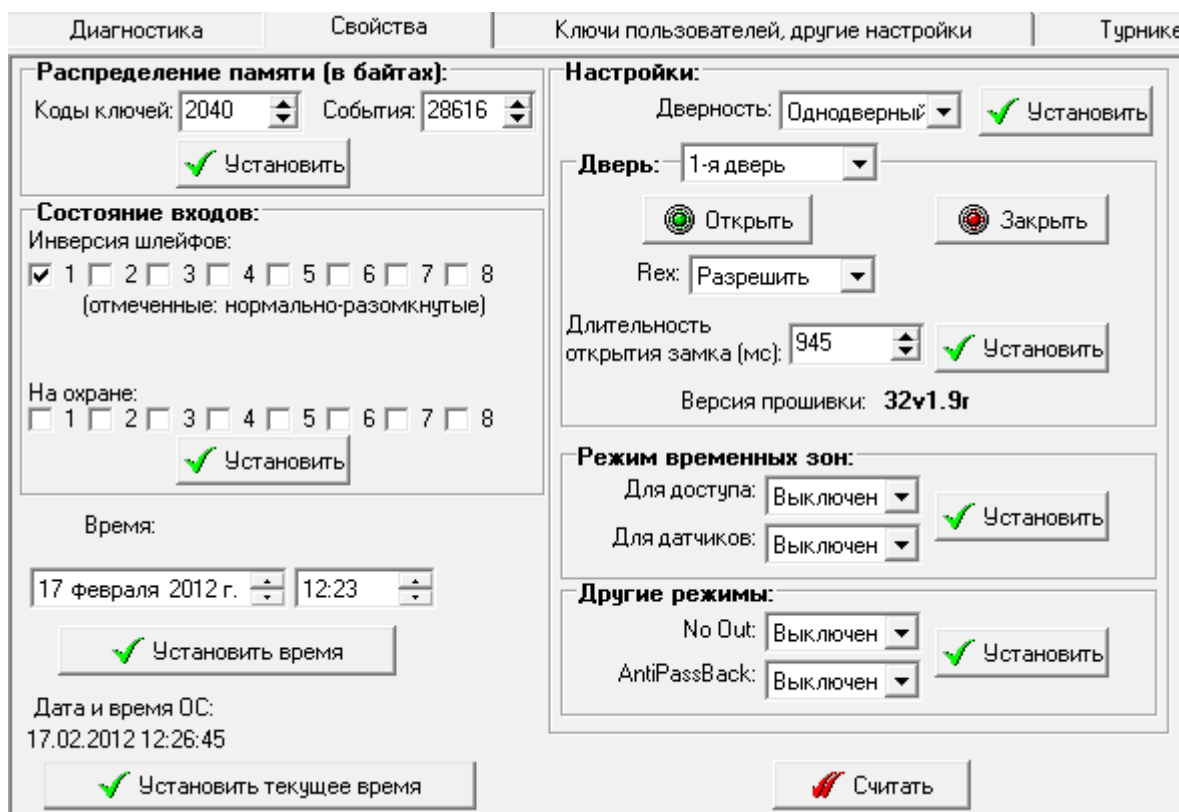 Диагностика
Свойства
Ключи пользователей, другие настройки
Турнике
Распределение памяти (в байтах):
Коды ключей: 2040 События: 28616
Установить
Состояние входов:
Инверсия шлейфов:
1 2 3 4 5 6 7 8
(отмеченные: нормально-разомкнутые)
На охране:
1 2 3 4 5 6 7 8
Установить
Время:
17 февраля 2012 г. 12:23
Установить время
Дата и время ОС:
17.02.2012 12:26:45
Установить текущее время
Настройки:
Дверность: Однодверный Установить
Дверь: 1-я дверь
Открыть Закрыть
Rex: Разрешить
Длительность
открытия замка (мс): 945 Установить
Версия прошивки: 32v1.9r
Режим временных зон:
Для доступа: Выключен
Установить
Для датчиков: Выключен
Другие режимы:
No Out: Выключен
Установить
AntiPassBack: Выключен
Считать